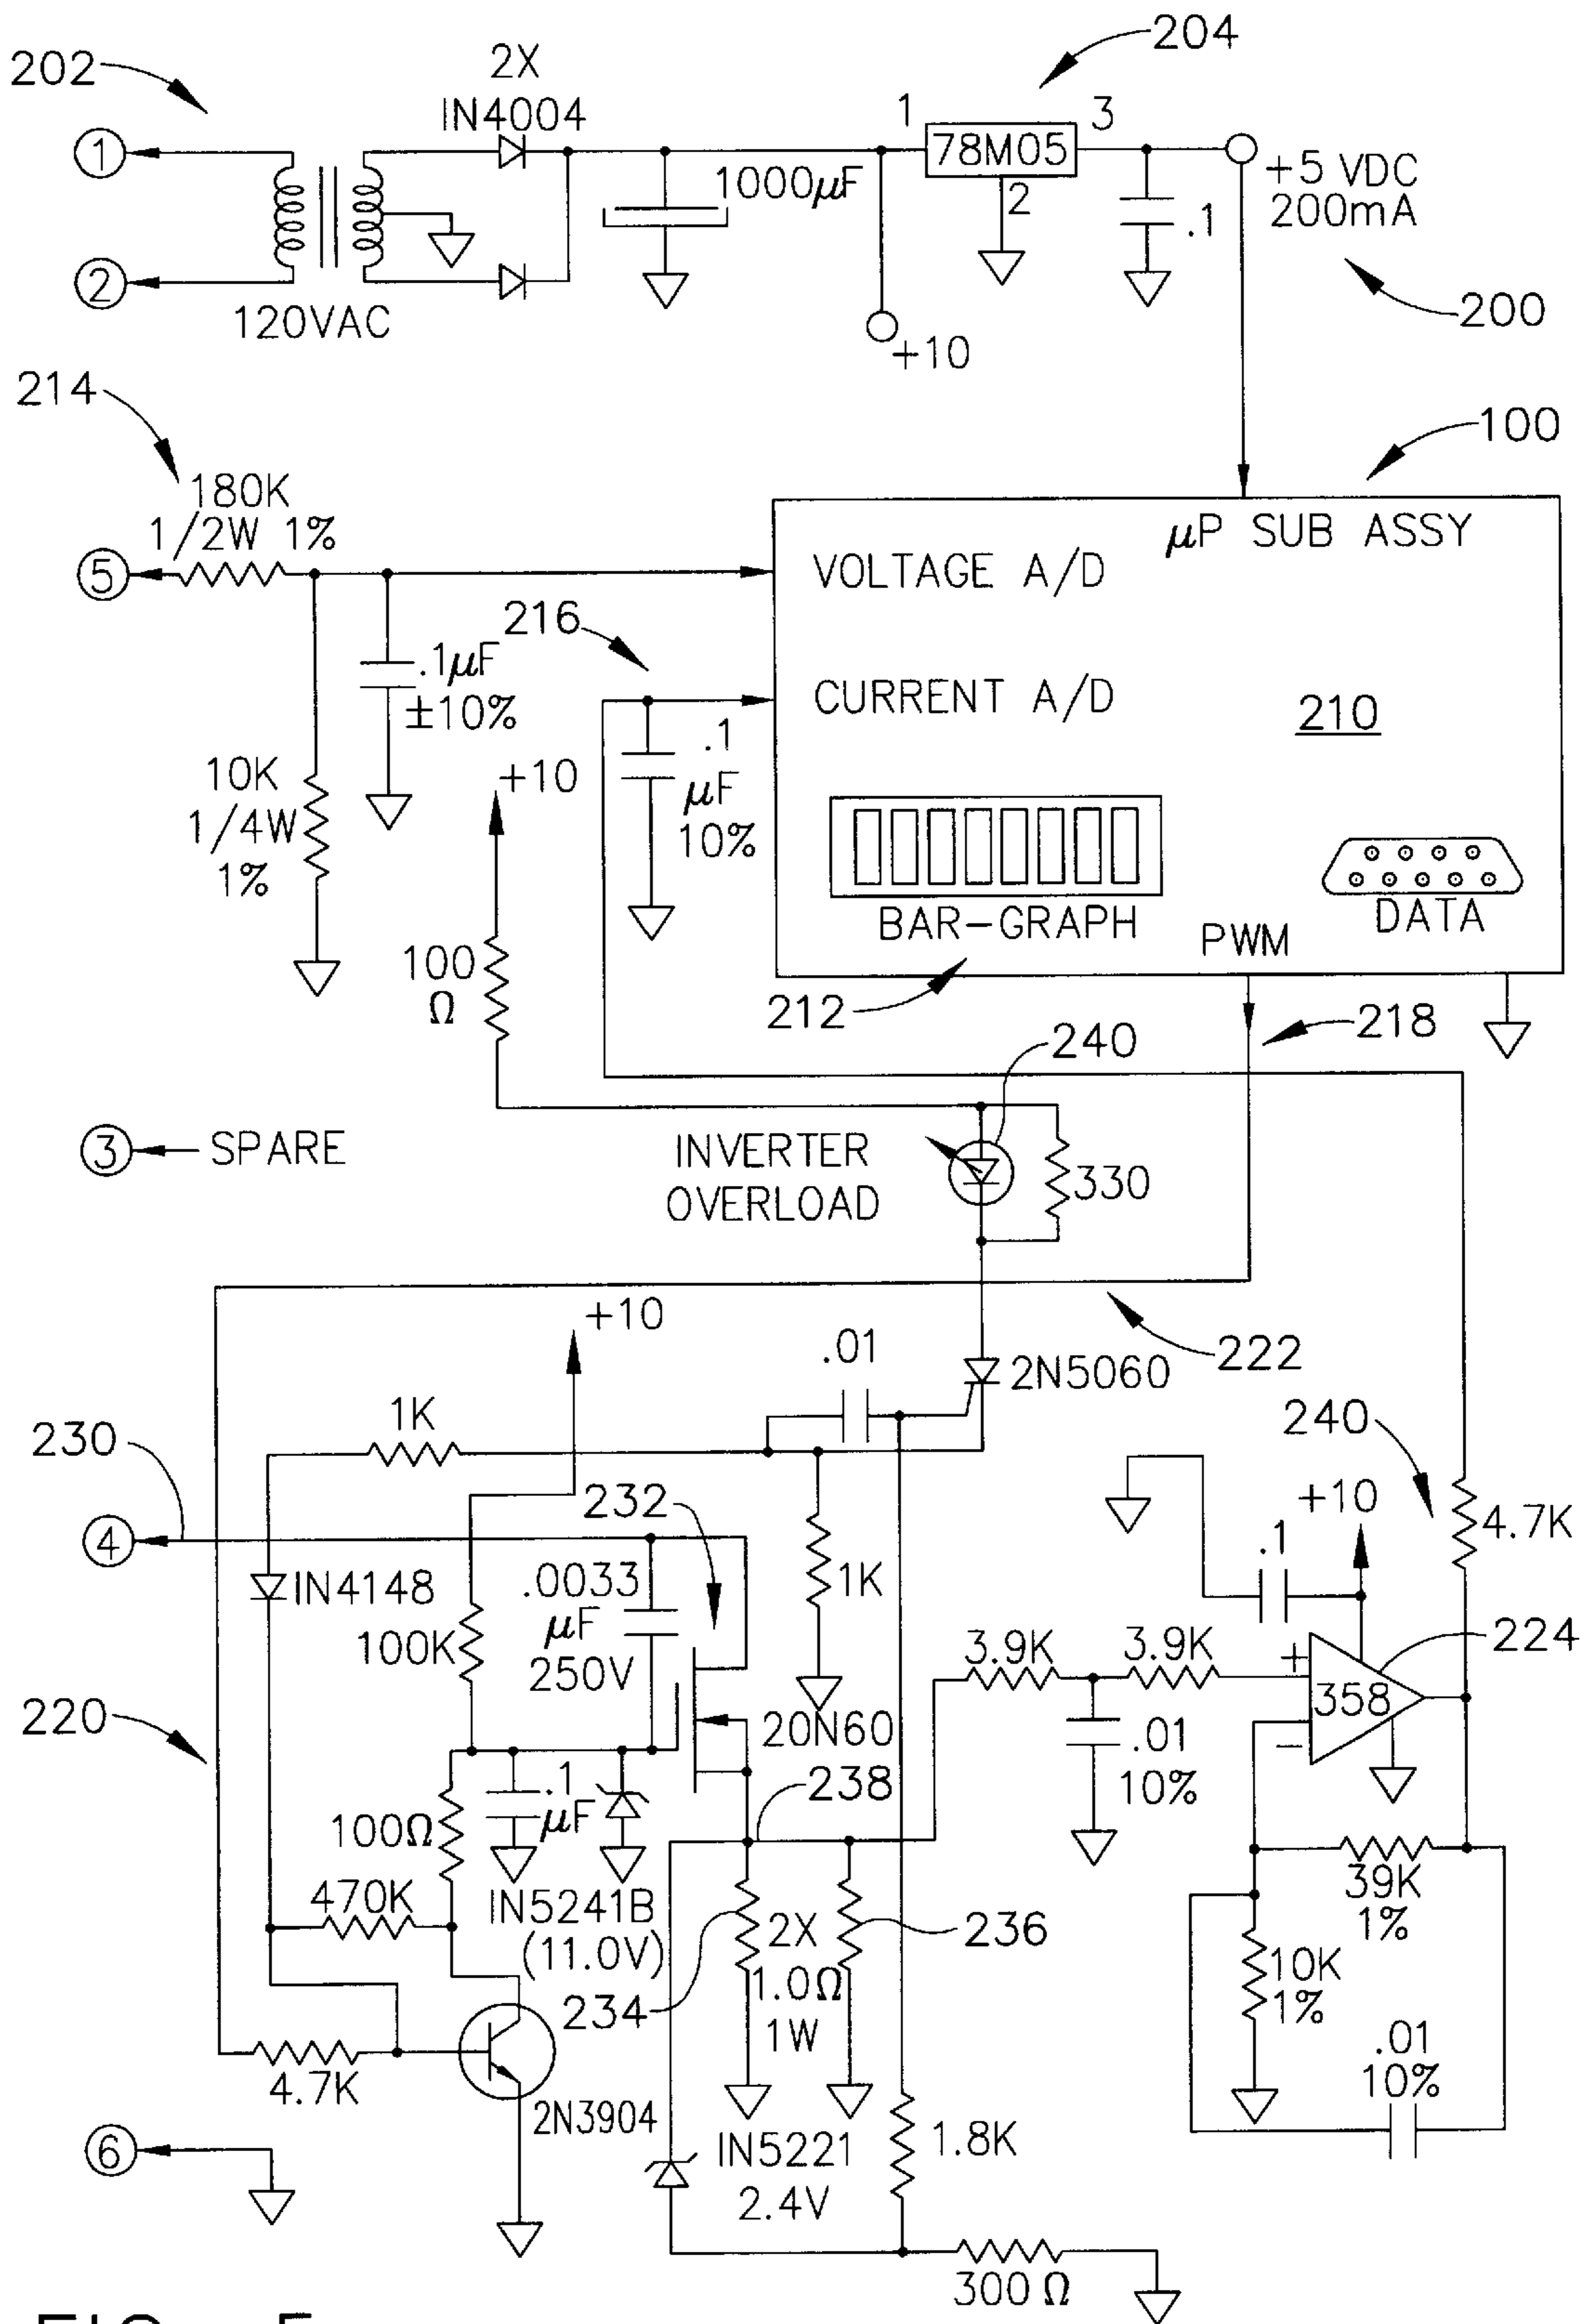 202
2X
IN4004
204
1
1
78M05
3
2
1000μF
.1
+5 VDC
200mA
200
2
120VAC
+10
214
100
180K
1/2W 1%
5
μP SUB ASSY
VOLTAGE A/D
216
.1μF
±10%
CURRENT A/D
210
.1
μF
10%
+10
10K
1/4W
1%
BAR-GRAPH
DATA
PWM
100
Ω
212
218
240
3
SPARE
INVERTER
OVERLOAD
330
+10
222
.01
2N5060
1K
230
240
232
+10
4
4.7K
.1
IN4148
.0033
μF
250V
1K
100K
3.9K
3.9K
224
+
358
-
220
20N60
.01
10%
.1
μF
238
100Ω
39K
1%
470K
IN5241B
(11.0V)
2X
1.0Ω
1W
236
234
10K
1%
.01
10%
4.7K
2N3904
6
IN5221
2.4V
1.8K
300 Ω